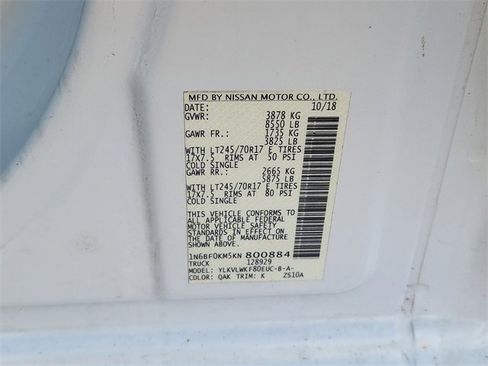 MFD BY NISSAN MOTOR CO., LTD.
DATE: 10/18
GVWR: 3878 KG
8550 LB
GAWR FR.: 1735 KG
3825 LB
WITH LT245/70R17 E TIRES
17X7.5 RIMS AT 50 PSI
COLD SINGLE
GAWR RR.: 2665 KG
5875 LB
WITH LT245/70R17 E TIRES
17X7.5 RIMS AT 80 PSI
COLD SINGLE
THIS VEHICLE CONFORMS TO
ALL APPLICABLE FEDERAL
MOTOR VEHICLE SAFETY
STANDARDS IN EFFECT ON
THE DATE OF MANUFACTURE
SHOWN ABOVE
1N6BF0KM5KN800884
TRUCK 128929
MODEL: YLKVLWKF80EUC-B-A-
COLOR: QAK TRIM: K ZS10A